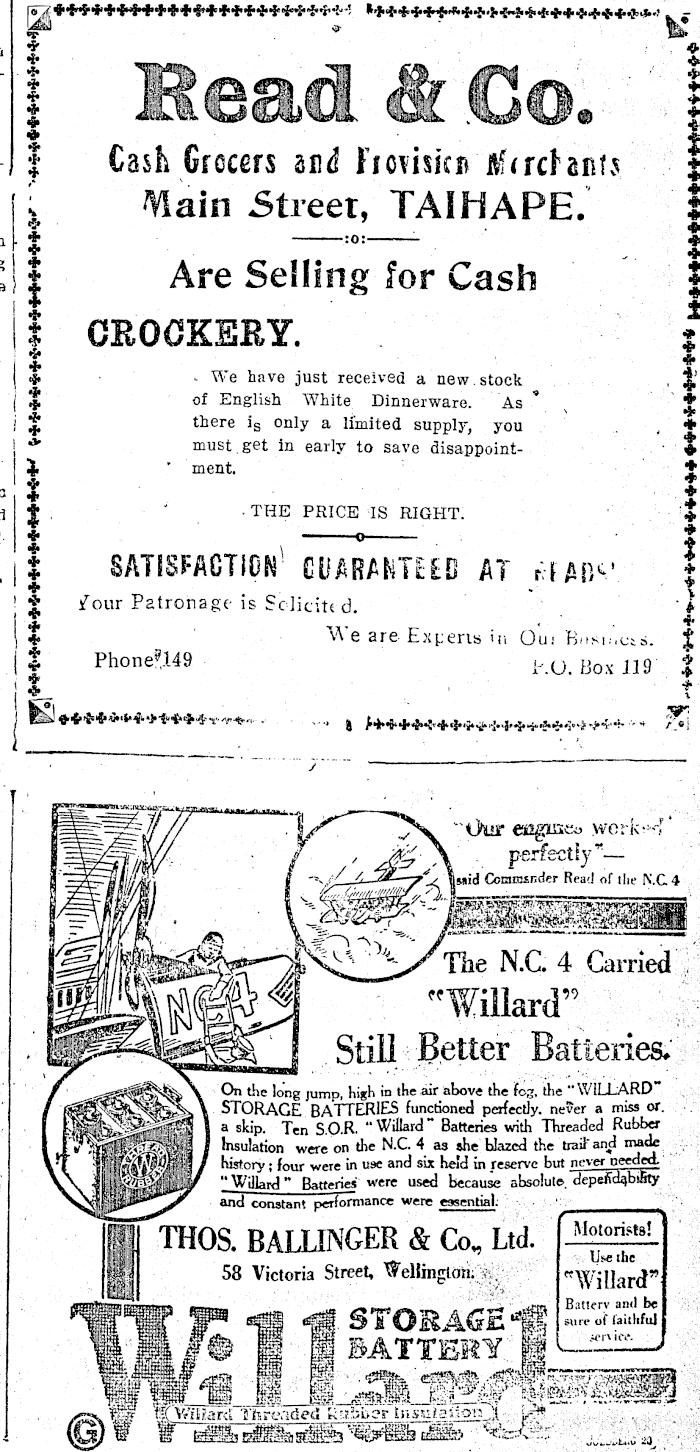 Read & Co.
Cash Grocers and Provision Merchants
Main Street, TAIHAPE.
:o:
Are Selling for Cash
CROCKERY.
We have just received a new stock
of English White Dinnerware. As
there is only a limited supply, you
must get in early to save disappoint-
ment.
THE PRICE IS RIGHT.
SATISFACTION GUARANTEED AT READS'
Your Patronage is Solicited.
We are Experts in Our Business.
Phone 149
P.O. Box 119
"Our engines worked
perfectly"—
said Commander Read of the N.C. 4
The N.C. 4 Carried
"Willard"
Still Better Batteries.
NC 4
On the long jump, high in the air above the fog, the "WILLARD"
STORAGE BATTERIES functioned perfectly. never a miss or
a skip. Ten S.O.R. "Willard" Batteries with Threaded Rubber
Insulation were on the N.C. 4 as she blazed the trail and made
history; four were in use and six held in reserve but never needed.
"Willard" Batteries were used because absolute dependability
and constant performance were essential.
THOS. BALLINGER & Co., Ltd.
58 Victoria Street, Wellington.
Motorists!
Use the
"Willard"
Battery and be
sure of faithful
service.
Willard
STORAGE
BATTERY
Willard Threaded Rubber Insulation
G
20